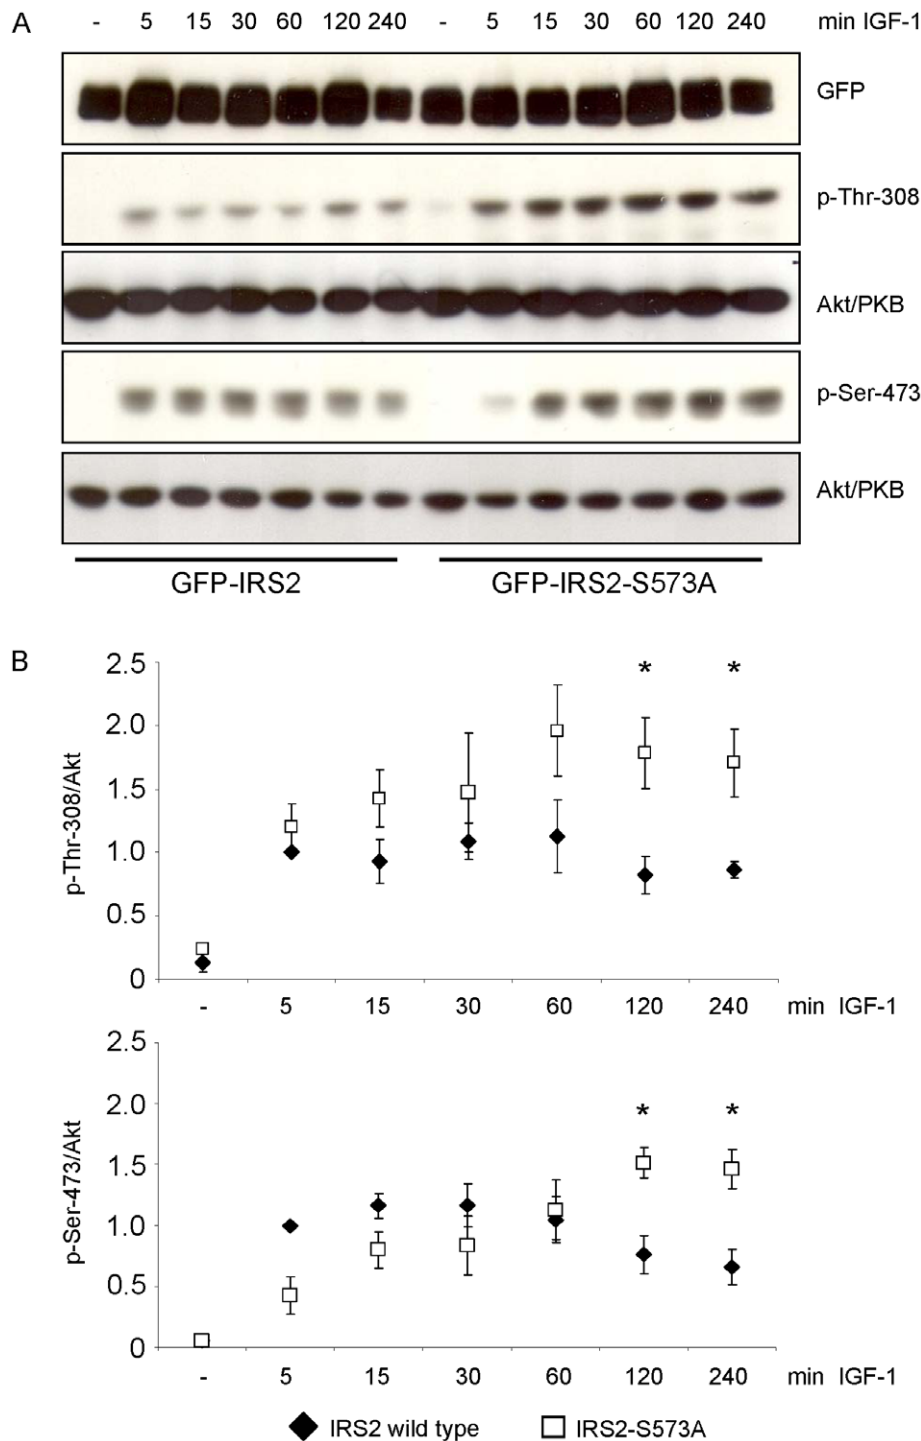 A
- 5 15 30 60 120 240 - 5 15 30 60 120 240 min IGF-1
GFP
p-Thr-308
Akt/PKB
p-Ser-473
Akt/PKB
GFP-IRS2 GFP-IRS2-S573A
B
2.5
* *
2.0
1.5
1.0
0.5
0
p-Thr-308/Akt
- 5 15 30 60 120 240 min IGF-1
2.5
2.0
* *
1.5
1.0
0.5
0
p-Ser-473/Akt
- 5 15 30 60 120 240 min IGF-1
IRS2 wild type IRS2-S573A